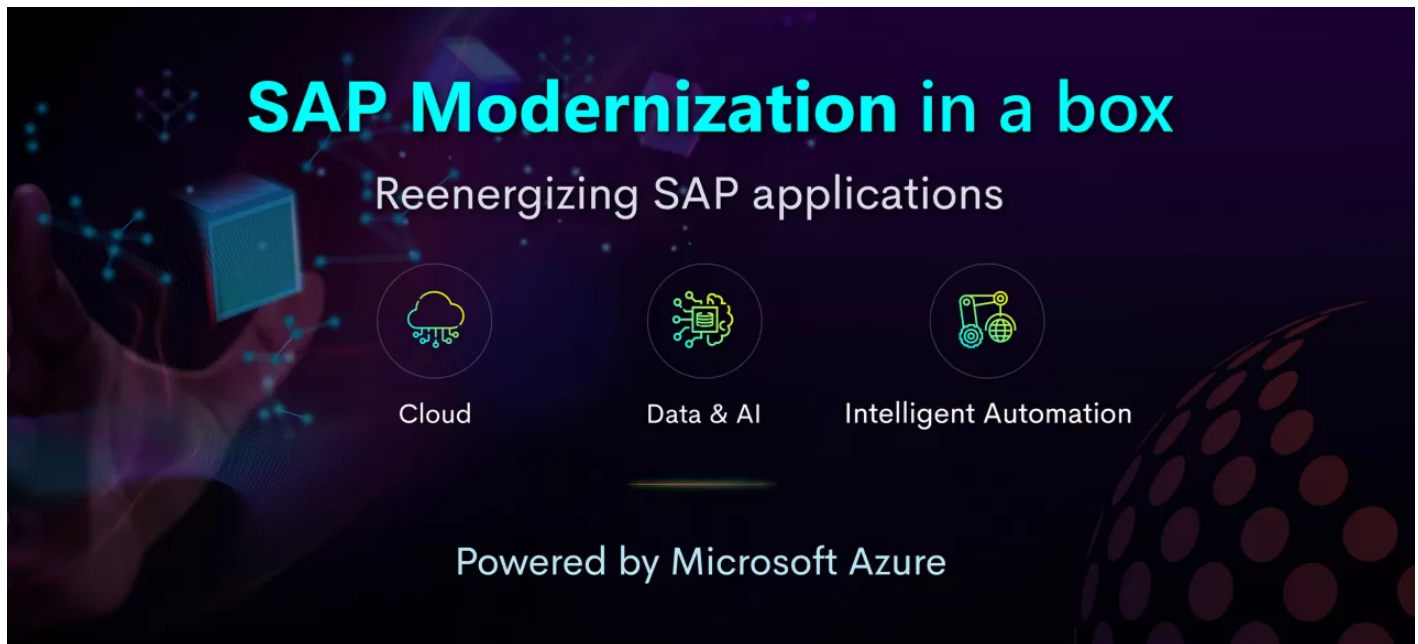 SAP Modernization in a box
Reenergizing SAP applications
Cloud
Data & AI
Intelligent Automation
Powered by Microsoft Azure